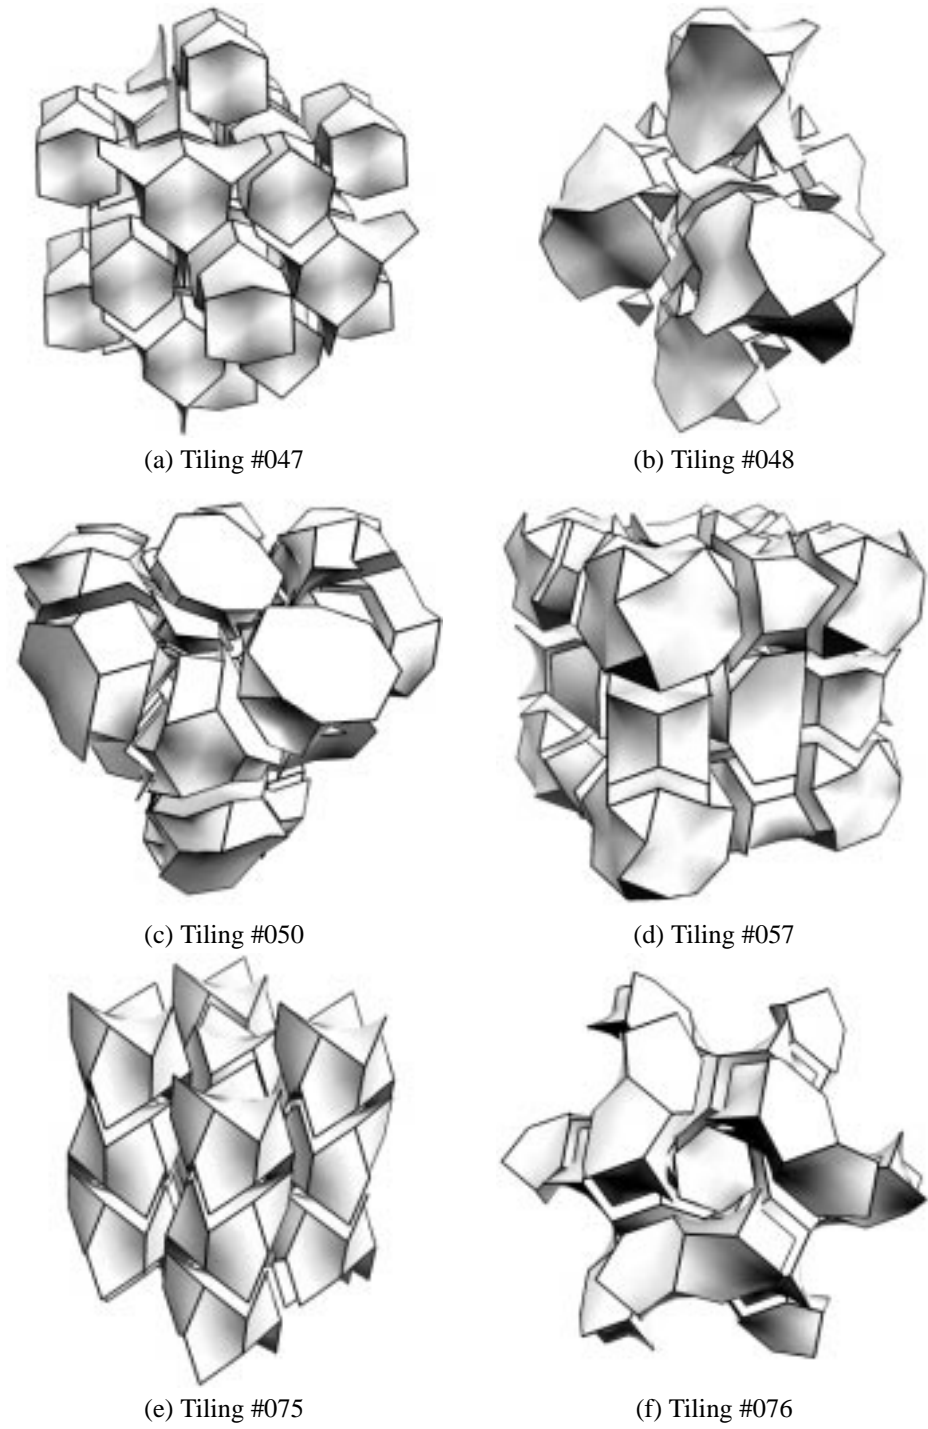 (a) Tiling #047
(b) Tiling #048
(c) Tiling #050
(d) Tiling #057
(e) Tiling #075
(f) Tiling #076